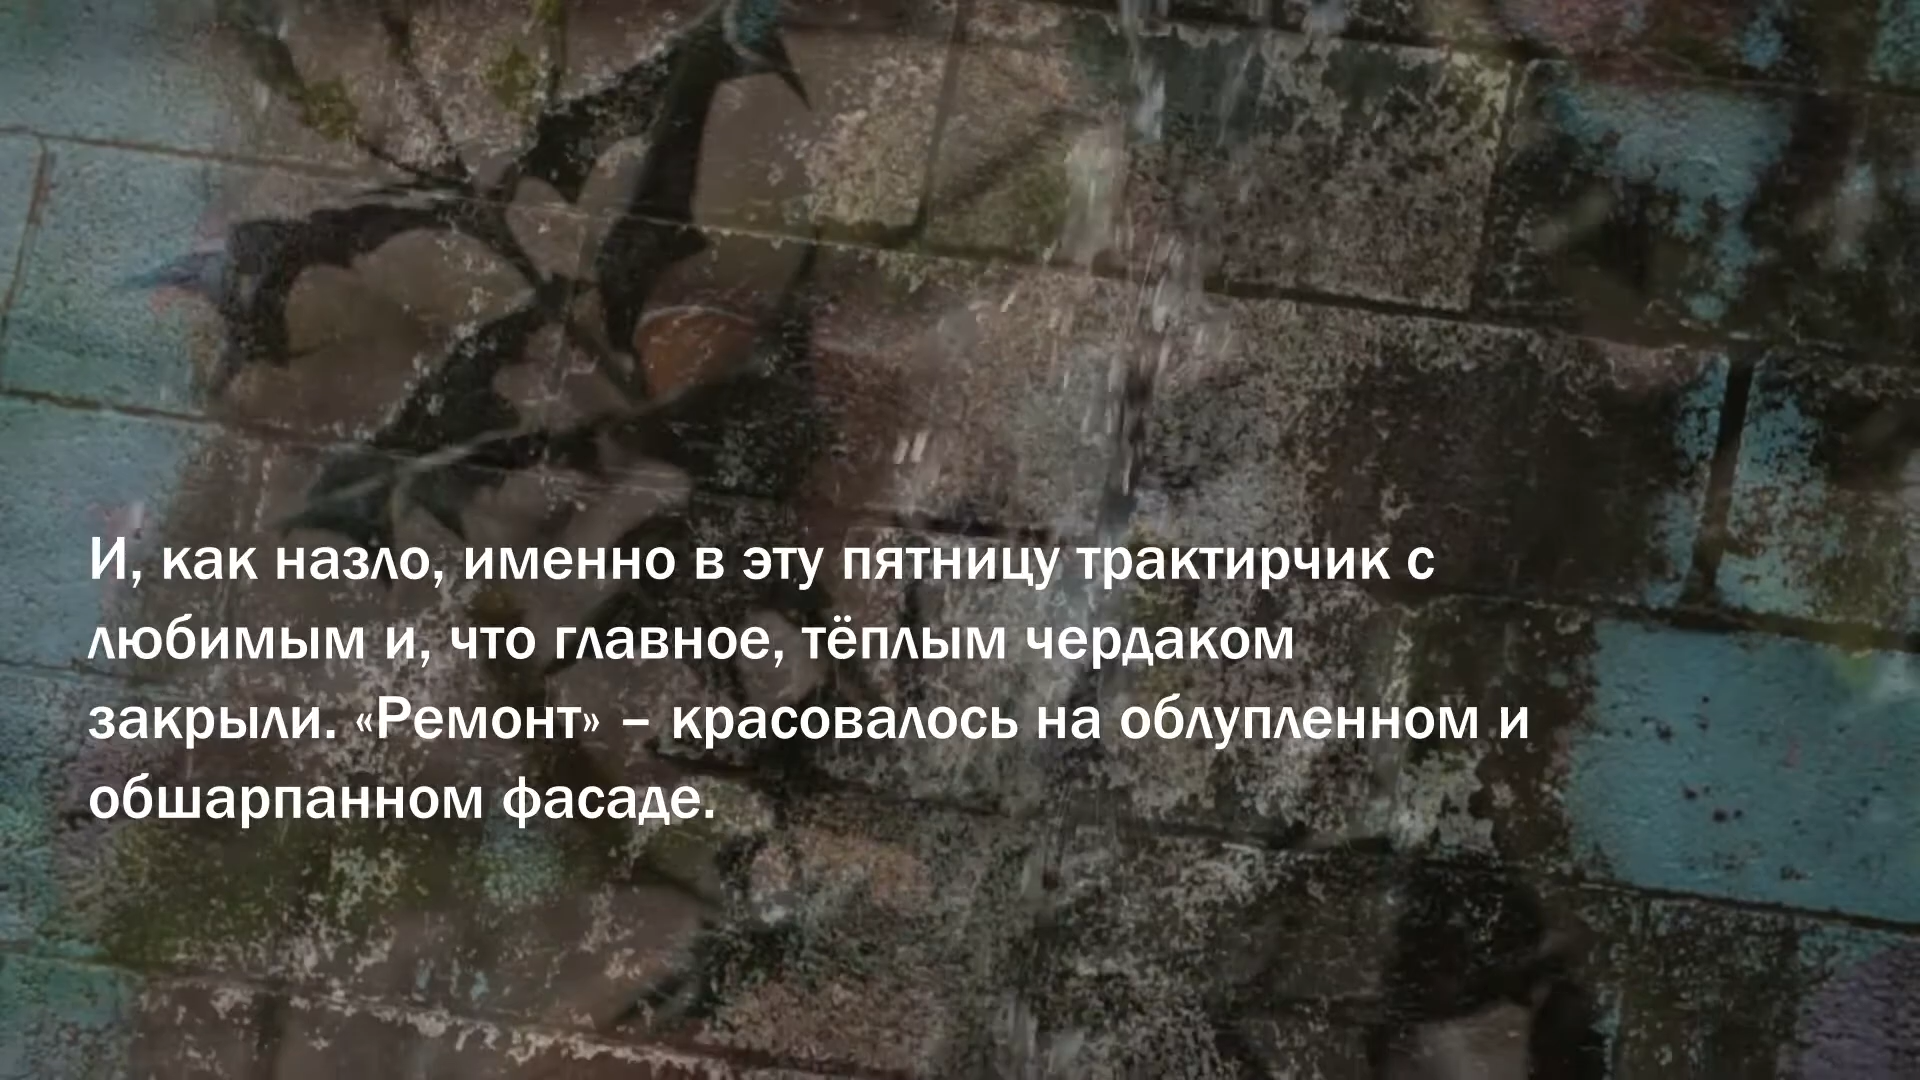 И, как назло, именно в эту пятницу трактирчик с
любимым и, что главное, тёплым чердаком
закрыли. «Ремонт» – красовалось на облупленном и
обшарпанном фасаде.